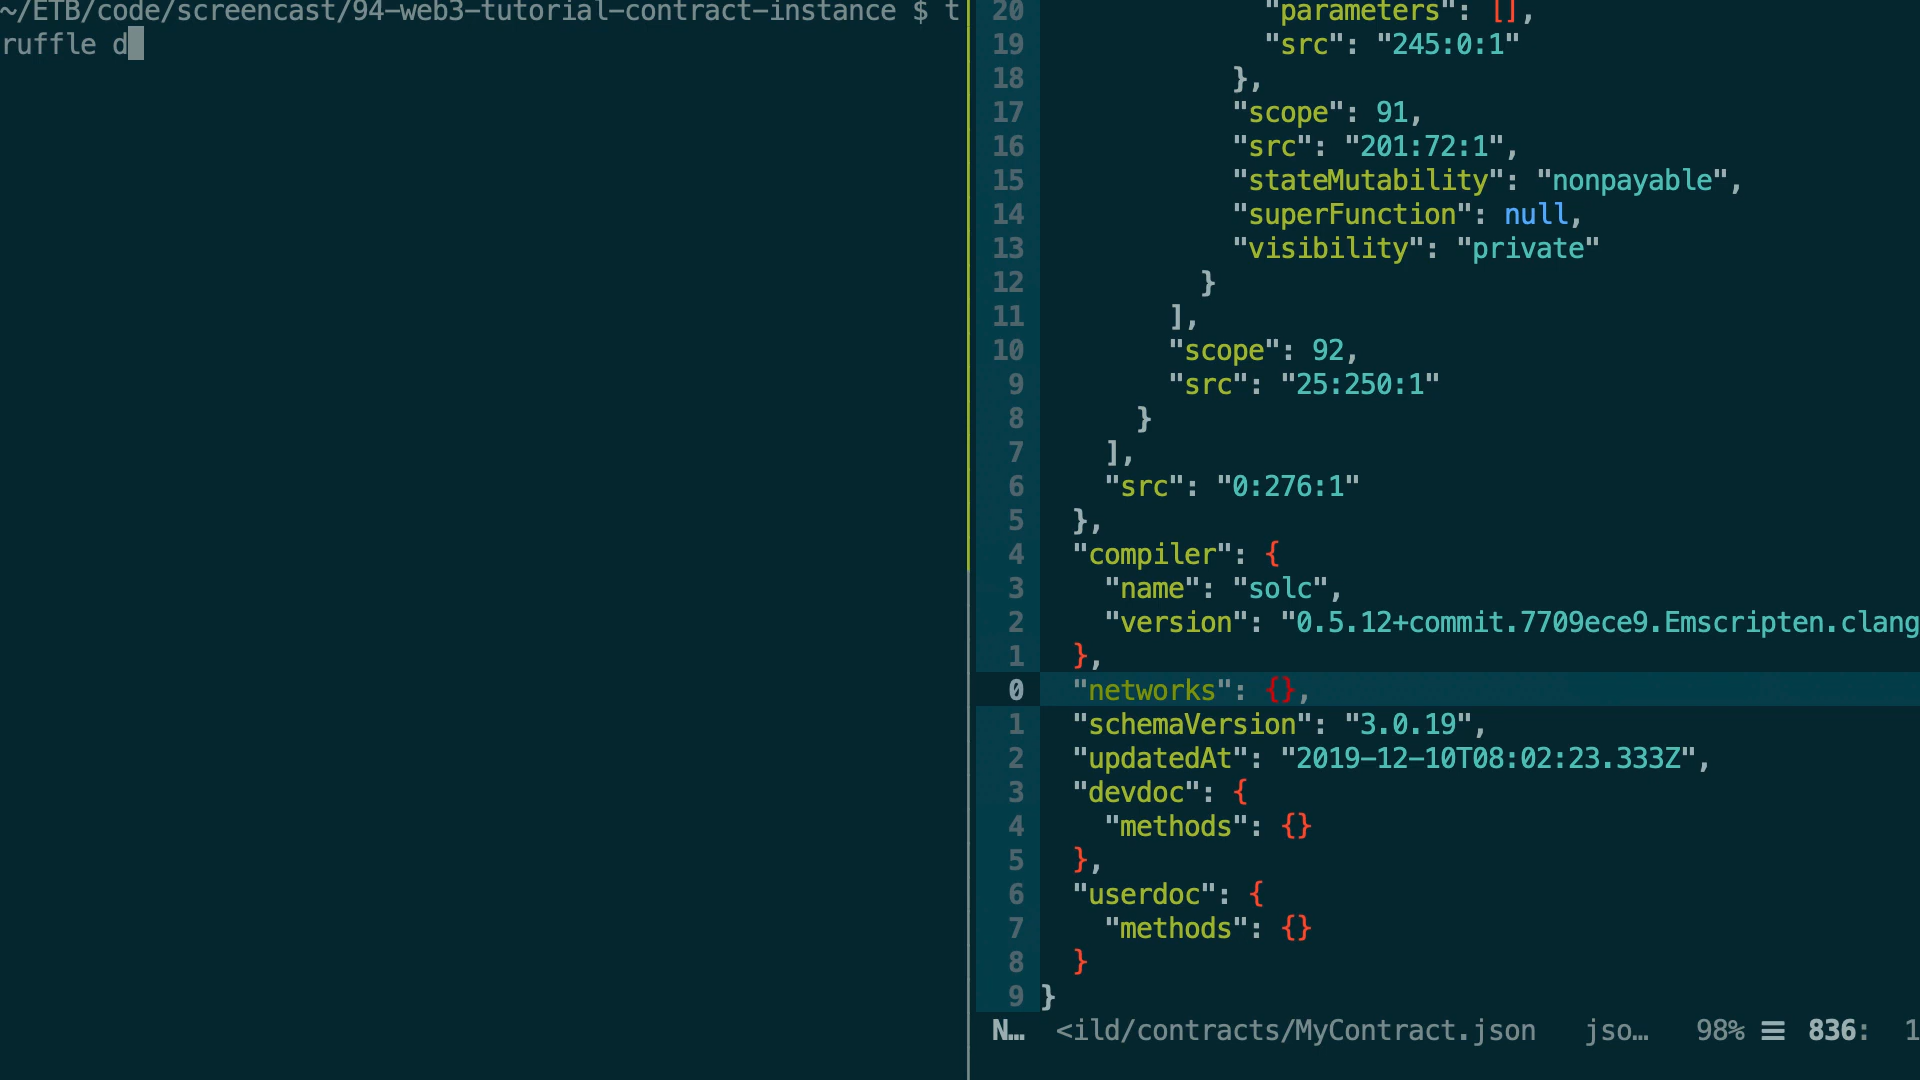 ~/ETB/code/screencast/94-web3-tutorial-contract-instance $ t
ruffle d
20 "parameters": [],
19 "src": "245:0:1"
18 },
17 "scope": 91,
16 "src": "201:72:1",
15 "stateMutability": "nonpayable",
14 "superFunction": null,
13 "visibility": "private"
12 }
11 ],
10 "scope": 92,
9 "src": "25:250:1"
8 }
7 ],
6 "src": "0:276:1"
5 },
4 "compiler": {
3 "name": "solc",
2 "version": "0.5.12+commit.7709ece9.Emscripten.clang
1 },
0 "networks": {},
1 "schemaVersion": "3.0.19",
2 "updatedAt": "2019-12-10T08:02:23.333Z",
3 "devdoc": {
4 "methods": {}
5 },
6 "userdoc": {
7 "methods": {}
8 }
9 }
N… <ild/contracts/MyContract.json jso… 98% ☰ 836: 1